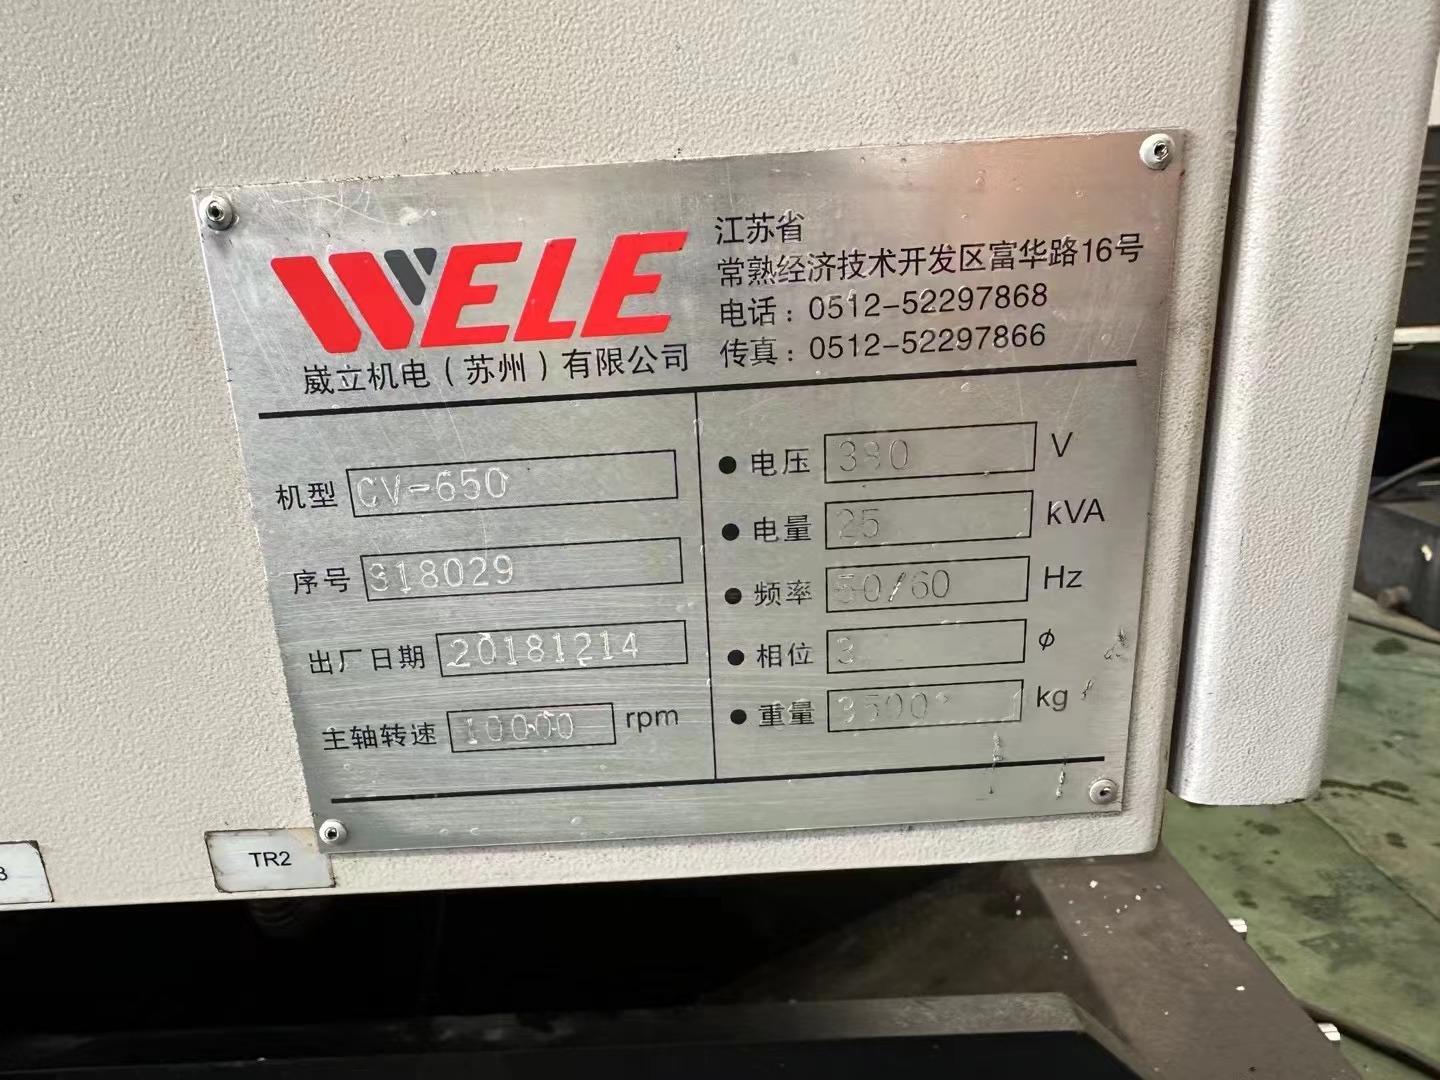 WELE
崴立机电（苏州）有限公司
江苏省
常熟经济技术开发区富华路16号
电话：0512-52297868
传真：0512-52297866
机型 CV-650
序号 318029
出厂日期 20181214
主轴转速 10000 rpm
● 电压 380 V
● 电量 25 kVA
● 频率 50/60 Hz
● 相位 3 ø
● 重量 3500 kg
TR2